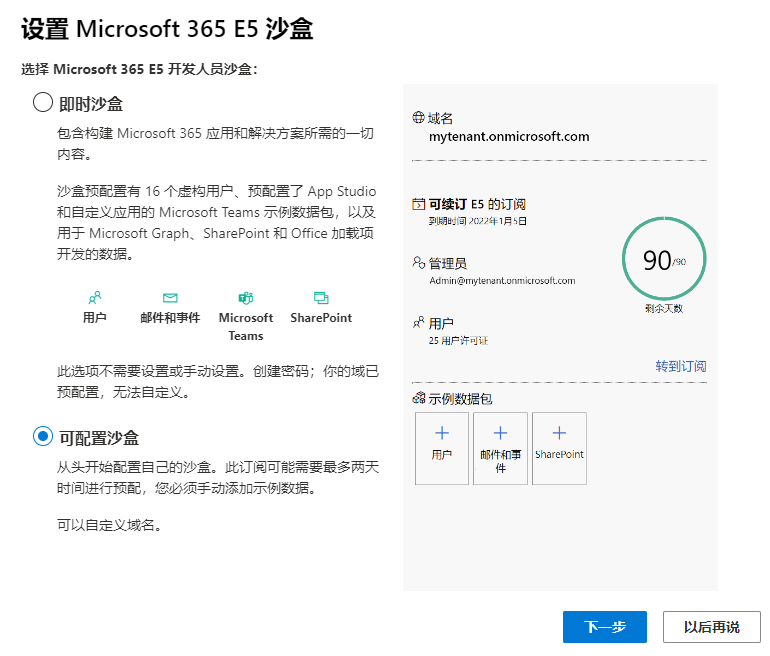 设置 Microsoft 365 E5 沙盒
选择 Microsoft 365 E5 开发人员沙盒：
即时沙盒
包含构建 Microsoft 365 应用和解决方案所需的一切
内容。
沙盒预配置有 16 个虚构用户、预配置了 App Studio
和自定义应用的 Microsoft Teams 示例数据包，以及
用于 Microsoft Graph、SharePoint 和 Office 加载项
开发的数据。
用户
邮件和事件
Microsoft
Teams
SharePoint
此选项不需要设置或手动设置。创建密码；你的域已
预配置，无法自定义。
可配置沙盒
从头开始配置自己的沙盒。此订阅可能需要最多两天
时间进行预配，您必须手动添加示例数据。
可以自定义域名。
域名
mytenant.onmicrosoft.com
可续订 E5 的订阅
到期时间 2022年1月5日
管理员
Admin@mytenant.onmicrosoft.com
用户
25 用户许可证
90/90
剩余天数
转到订阅
示例数据包
用户
邮件和事
件
SharePoint
下一步
以后再说